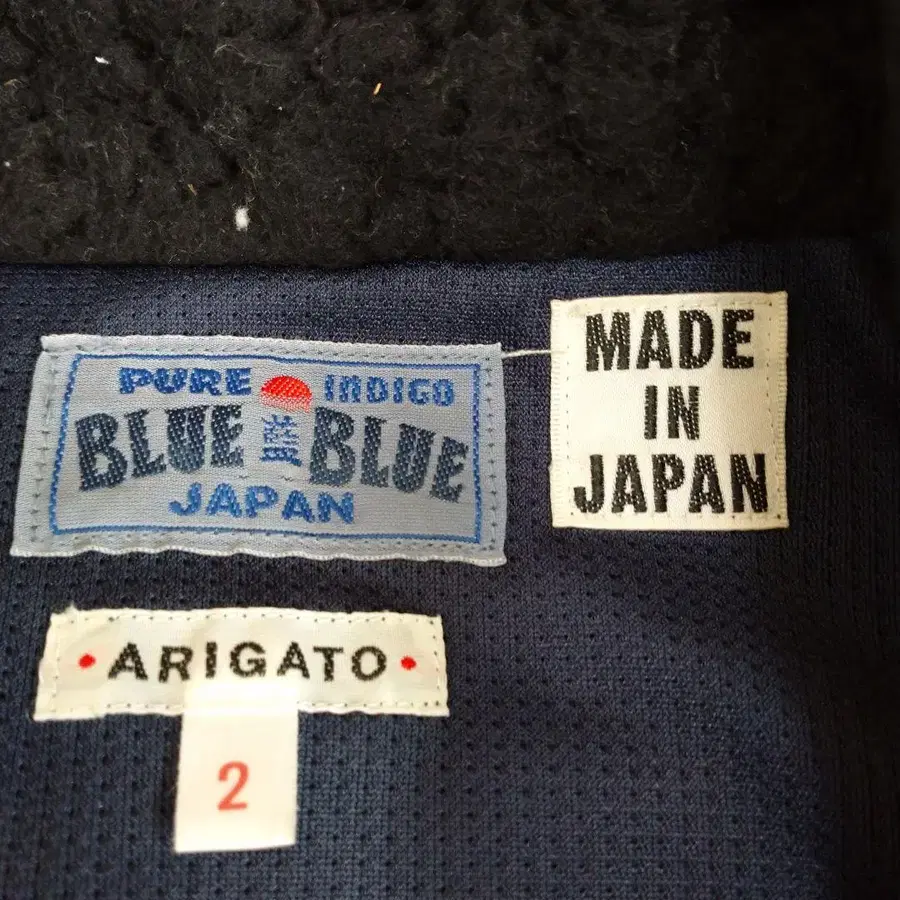 PURE INDIGO
BLUE 藍 BLUE
JAPAN
MADE
IN
JAPAN
• ARIGATO •
2